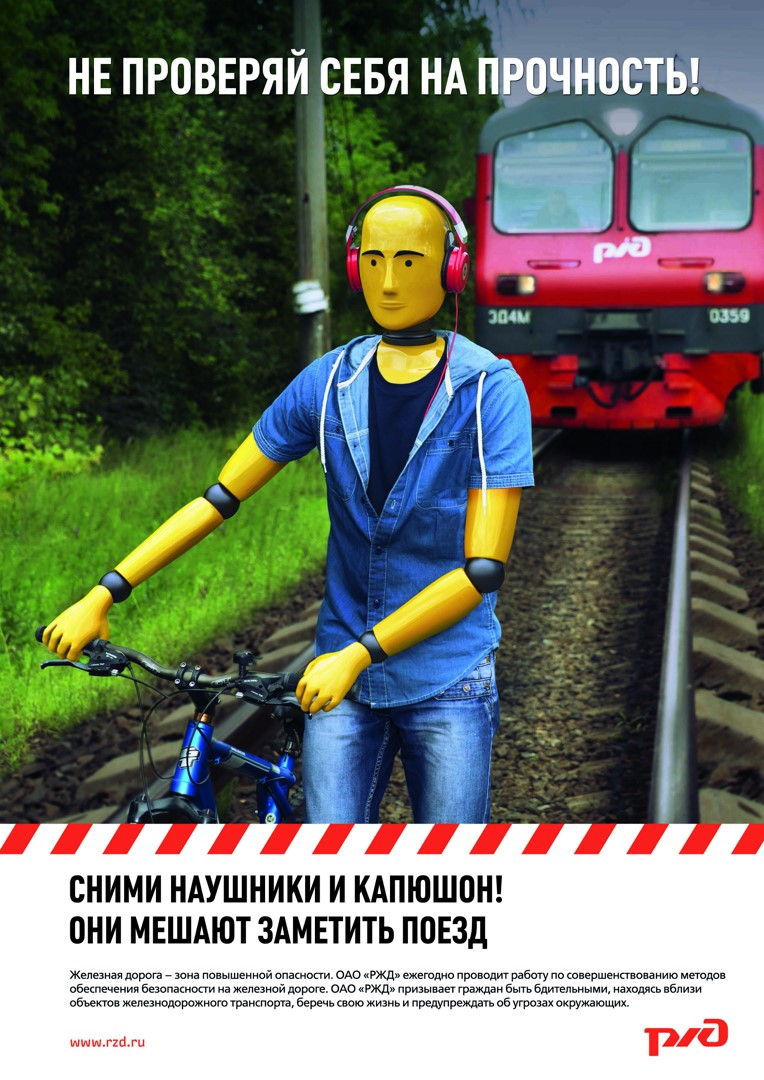 НЕ ПРОВЕРЯЙ СЕБЯ НА ПРОЧНОСТЬ!
РЖД
ЭД4М
0359
СНИМИ НАУШНИКИ И КАПЮШОН!
ОНИ МЕШАЮТ ЗАМЕТИТЬ ПОЕЗД
Железная дорога – зона повышенной опасности. ОАО «РЖД» ежегодно проводит работу по совершенствованию методов
обеспечения безопасности на железной дороге. ОАО «РЖД» призывает граждан быть бдительными, находясь вблизи
объектов железнодорожного транспорта, беречь свою жизнь и предупреждать об угрозах окружающих.
www.rzd.ru
РЖД